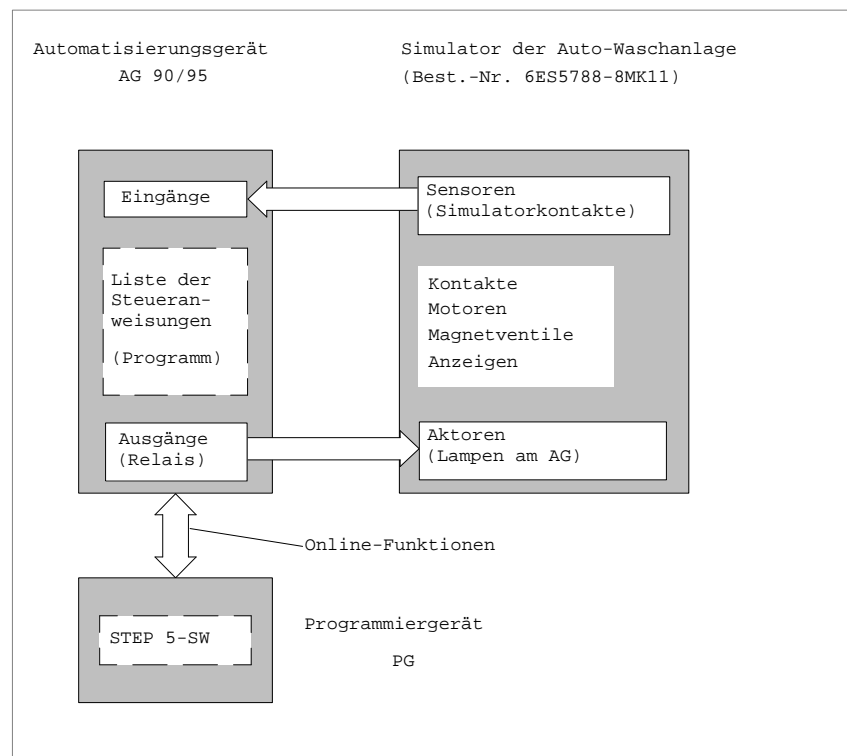 Automatisierungsgerät
AG 90/95
Simulator der Auto-Waschanlage
(Best.-Nr. 6ES5788-8MK11)
Eingänge
Liste der
Steueran-
weisungen
(Programm)
Ausgänge
(Relais)
Sensoren
(Simulatorkontakte)
Kontakte
Motoren
Magnetventile
Anzeigen
Aktoren
(Lampen am AG)
Online-Funktionen
STEP 5-SW
Programmiergerät
PG